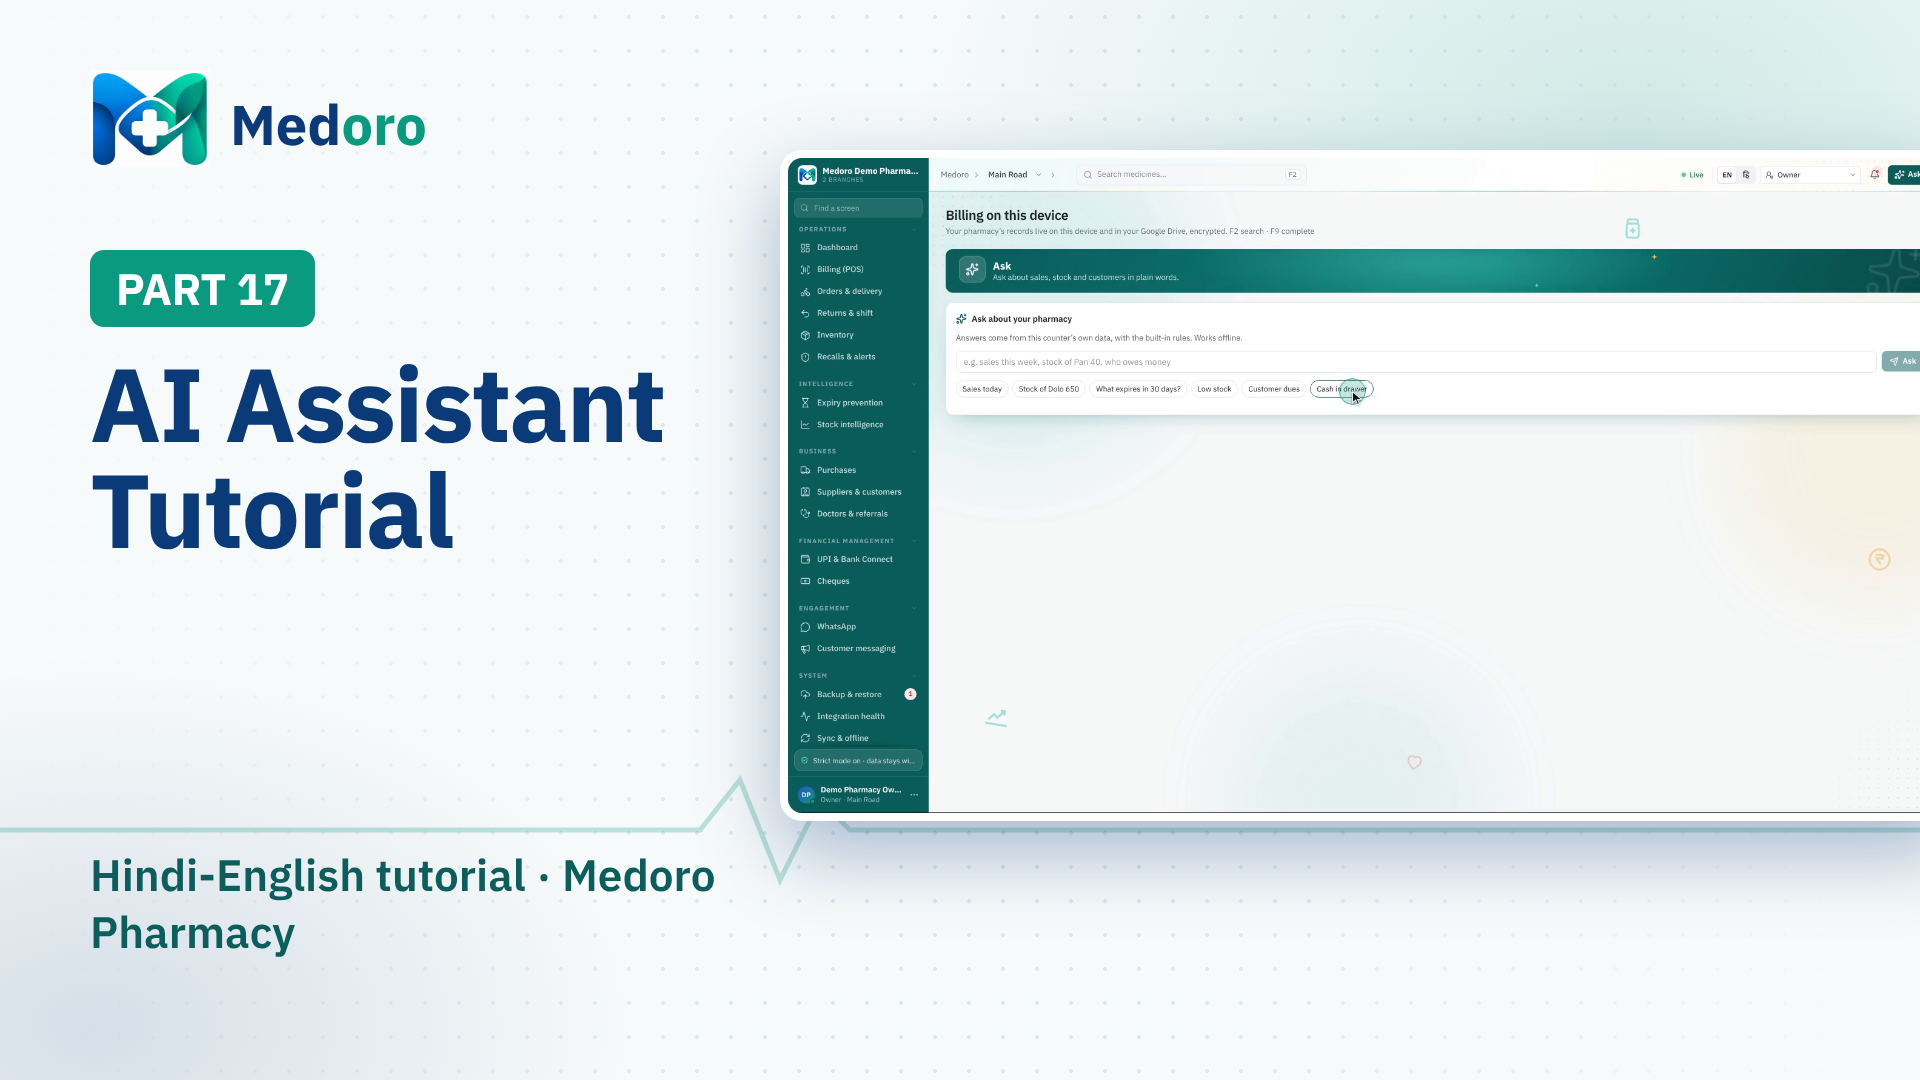 Medoro
PART 17
AI Assistant
Tutorial
Hindi-English tutorial · Medoro
Pharmacy
Medoro Demo Pharma...
2 BRANCHES
Find a screen
OPERATIONS
Dashboard
Billing (POS)
Orders & delivery
Returns & shift
Inventory
Recalls & alerts
INTELLIGENCE
Expiry prevention
Stock intelligence
BUSINESS
Purchases
Suppliers & customers
Doctors & referrals
FINANCIAL MANAGEMENT
UPI & Bank Connect
Cheques
ENGAGEMENT
WhatsApp
Customer messaging
SYSTEM
Backup & restore 1
Integration health
Sync & offline
Strict mode on · data stays wi...
DP Demo Pharmacy Ow...
Owner · Main Road
Medoro > Main Road
Search medicines... F2
Live EN हि Owner Ask
Billing on this device
Your pharmacy's records live on this device and in your Google Drive, encrypted. F2 search · F9 complete
Ask
Ask about sales, stock and customers in plain words.
Ask about your pharmacy
Answers come from this counter's own data, with the built-in rules. Works offline.
e.g. sales this week, stock of Pan 40, who owes money Ask
Sales today Stock of Dolo 650 What expires in 30 days? Low stock Customer dues Cash in drawer